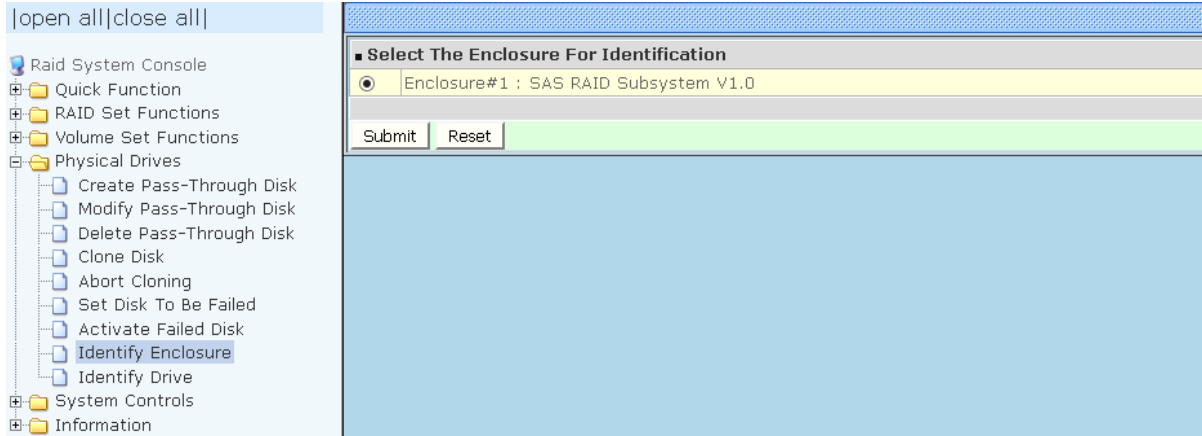 |open all|close all|
Raid System Console
Quick Function
RAID Set Functions
Volume Set Functions
Physical Drives
Create Pass-Through Disk
Modify Pass-Through Disk
Delete Pass-Through Disk
Clone Disk
Abort Cloning
Set Disk To Be Failed
Activate Failed Disk
Identify Enclosure
Identify Drive
System Controls
Information
Select The Enclosure For Identification
Enclosure#1 : SAS RAID Subsystem V1.0
Submit Reset